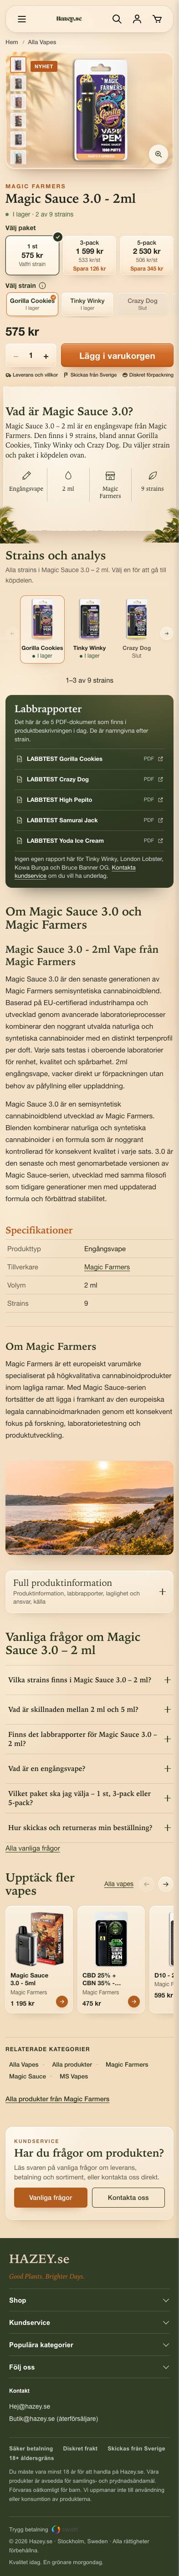 Hazey.se
Hem / Alla Vapes
NYHET
MAGIC FARMERS
Magic Sauce 3.0 - 2ml
I lager · 2 av 9 strains
Välj paket
1 st
575 kr
Valfri strain
3-pack
1 599 kr
533 kr/st
Spara 126 kr
5-pack
2 530 kr
506 kr/st
Spara 345 kr
Välj strain
Gorilla Cookies
I lager
Tinky Winky
I lager
Crazy Dog
Slut
575 kr
− 1 +
Lägg i varukorgen
Leverans och villkor
Skickas från Sverige
Diskret förpackning
Vad är Magic Sauce 3.0?
Magic Sauce 3.0 – 2 ml är en engångsvape från Magic
Farmers. Den finns i 9 strains, bland annat Gorilla
Cookies, Tinky Winky och Crazy Dog. Du väljer strain
och paket i köpdelen ovan.
Engångsvape
2 ml
Magic
Farmers
9 strains
Strains och analys
Alla strains i Magic Sauce 3.0 – 2 ml. Välj en för att gå till
köpdelen.
Gorilla Cookies
I lager
Tinky Winky
I lager
Crazy Dog
Slut
1–3 av 9 strains
Labbrapporter
Här är de 5 PDF-dokument som finns i
produktbeskrivningen i dag. De är namngivna efter
strain.
LABBTEST Gorilla Cookies PDF
LABBTEST Crazy Dog PDF
LABBTEST High Pepito PDF
LABBTEST Samurai Jack PDF
LABBTEST Yoda Ice Cream PDF
Ingen egen rapport här för Tinky Winky, London Lobster,
Kowa Bunga och Bruce Banner OG. Kontakta
kundservice om du vill ha underlag.
Om Magic Sauce 3.0 och
Magic Farmers
Magic Sauce 3.0 - 2ml Vape från
Magic Farmers
Magic Sauce 3.0 är den senaste generationen av
Magic Farmers semisyntetiska cannabinoidblend.
Baserad på EU-certifierad industrihampa och
utvecklad genom avancerade laborationprocesser
kombinerar den noggrant utvalda naturliga och
syntetiska cannabinoider med en distinkt terpenprofil
per strain. Varje sats testas i oberoende laboratorier
för renhet, kvalitet och spårbarhet. 2ml
engångsvape, vacker direkt ur förpackningen utan
behov av påfyllning eller uppladdning.
Magic Sauce 3.0 är en semisyntetisk
cannabinoidblend utvecklad av Magic Farmers.
Blenden kombinerar naturliga och syntetiska
cannabinoider i en formula som är noggrant
kontrollerad för konsekvent kvalitet i varje sats. 3.0 är
den tredje och senaste generationen av Magic
Sauce-serien, utvecklad med samma filosofi
som tidigare generationer men med uppdaterad
formula och förbättrad stabilitet.
Specifikationer
Produkttyp Engångsvape
Tillverkare Magic Farmers
Volym 2 ml
Strains 9
Om Magic Farmers
Magic Farmers är ett europeiskt varumärke
specialiserat på högkvalitativa cannabinoidprodukter
inom lagliga ramar. Med Magic Sauce-serien
fortsätter de att ligga i framkant av den europeiska
legala cannabinoidmarknaden, med konsekvent
fokus på forskning, laborationietestning och
produktutveckling.
Full produktinformation
Produktinformation, labbrapporter, laglighet och
ansvar, källa
Vanliga frågor om Magic
Sauce 3.0 – 2 ml
Vilka strains finns i Magic Sauce 3.0 – 2 ml?
Vad är skillnaden mellan 2 ml och 5 ml?
Finns det labbrapporter för Magic Sauce 3.0 –
2 ml?
Vad är en engångsvape?
Vilket paket ska jag välja – 1 st, 3-pack eller
5-pack?
Hur skickas och returneras min beställning?
Alla vanliga frågor
Upptäck fler
vapes
Alla vapes
Magic Sauce
3.0 - 5ml
Magic Farmers
1 195 kr
CBD 25% +
CBN 35% -...
Magic Farmers
475 kr
D10 - 2
Magic F
595 kr
RELATERADE KATEGORIER
Alla Vapes
Alla produkter
Magic Farmers
Magic Sauce
MS Vapes
Alla produkter från Magic Farmers
KUNDSERVICE
Har du frågor om produkten?
Läs svaren på vanliga frågor om leverans,
betalning och sortiment, eller kontakta oss direkt.
Vanliga frågor
Kontakta oss
HAZEY.se
Good Plants. Brighter Days.
Shop
Kundservice
Populära kategorier
Följ oss
Kontakt
Hej@hazey.se
Butik@hazey.se (återförsäljare)
Säker betalning
Diskret frakt
Skickas från Sverige
18+ åldersgräns
Du måste vara minst 18 år för att handla på Hazey.se. Våra
produkter är avsedda för samlings- och prydnadsändamål.
Förvaras oåtkomligt för barn. Vi uppmanar inte till användning
eller konsumtion av produkterna.
Trygg betalning
© 2026 Hazey.se · Stockholm, Sweden · Alla rättigheter
förbehållna.
Kvalitet idag. En grönare morgondag.